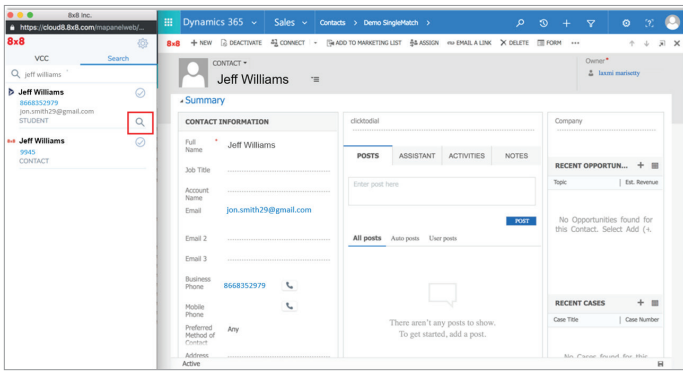 8x8 Inc.
https://cloud8.8x8.com/mapanelweb/...
8x8
VCC Search
jeff williams
Jeff Williams
8668352979
jon.smith29@gmail.com
STUDENT
8x8 Jeff Williams
9945
CONTACT
Dynamics 365 Sales Contacts > Demo SingleMatch >
8x8 + NEW DEACTIVATE CONNECT ADD TO MARKETING LIST ASSIGN EMAIL A LINK DELETE FORM ...
CONTACT
Jeff Williams
Owner*
laxmi marisetty
Summary
CONTACT INFORMATION
Full Name * Jeff Williams
Job Title
Account Name
Email jon.smith29@gmail.com
Email 2
Email 3
Business Phone 8668352979
Mobile Phone
Preferred Method of Contact Any
Address
Active
clicktodial
POSTS ASSISTANT ACTIVITIES NOTES
Enter post here
POST
All posts Auto posts User posts
There aren't any posts to show.
To get started, add a post.
Company
RECENT OPPORTUN... +
Topic Est. Revenue
No Opportunities found for
this Contact. Select Add (+.
RECENT CASES +
Case Title Case Number
No Cases found for this